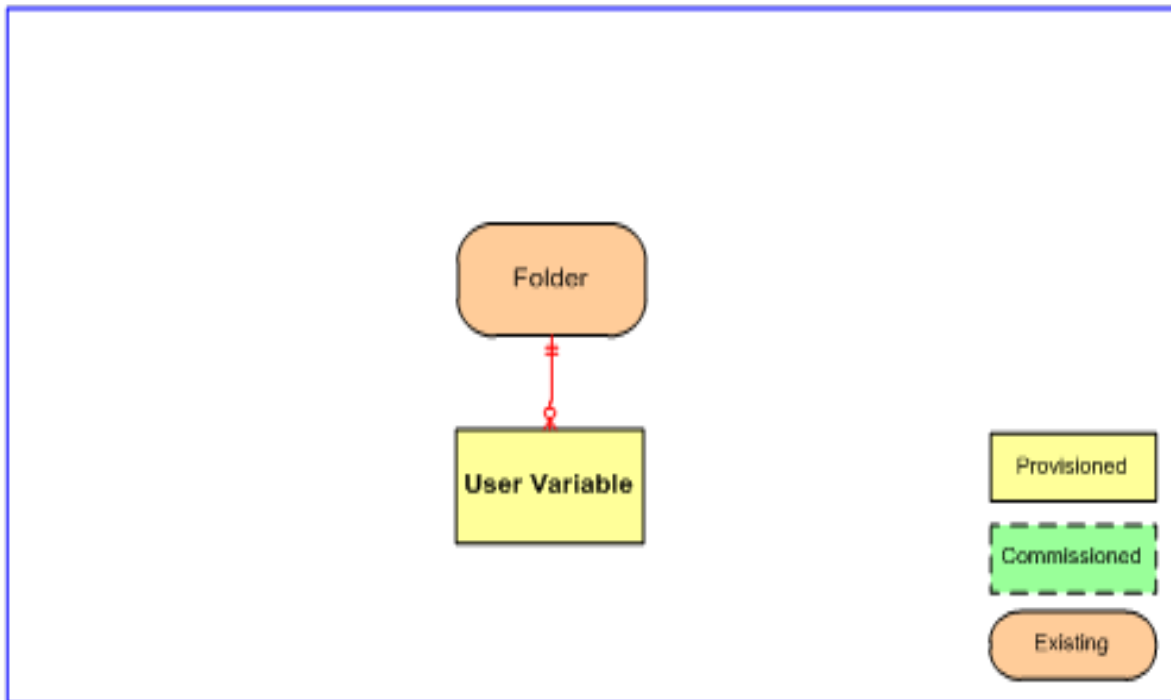 Folder
User Variable
Provisioned
Commissioned
Existing